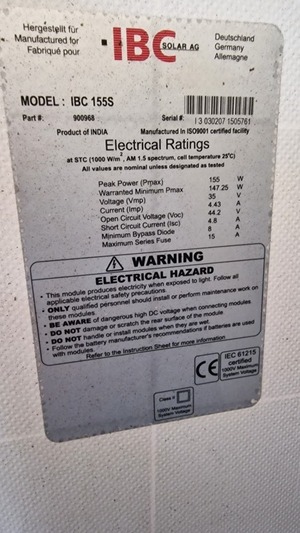 Hergestellt für
Manufactured for
Fabriqué pour
IBC SOLAR AG
Deutschland
Germany
Allemagne
MODEL : IBC 155S
Part #: 900968
Serial #: I 3 030207 1505761
Product of INDIA Manufactured in ISO9001 certified facility
Electrical Ratings
at STC (1000 W/m², AM 1.5 spectrum, cell temperature 25°C)
All values are nominal unless designated as tested
Peak Power (Pmax) 155 W
Warranted Minimum Pmax 147.25 W
Voltage (Vmp) 35 V
Current (Imp) 4.43 A
Open Circuit Voltage (Voc) 44.2 V
Short Circuit Current (Isc) 4.8 A
Minimum Bypass Diode 8 A
Maximum Series Fuse 15 A
WARNING
ELECTRICAL HAZARD
• This module produces electricity when exposed to light. Follow all
applicable electrical safety precautions.
• ONLY qualified personnel should install or perform maintenance work on
these modules.
• BE AWARE of dangerous high DC voltage when connecting modules
• DO NOT damage or scratch the rear surface of the module
• DO NOT handle or install modules when they are wet.
• Follow the battery manufacturer's recommendations if batteries are used
with modules.
Refer to the Instruction Sheet for more information
CE
IEC 61215
certified
1000V Maximum
System Voltage
Class II
1000V Maximum
System Voltage